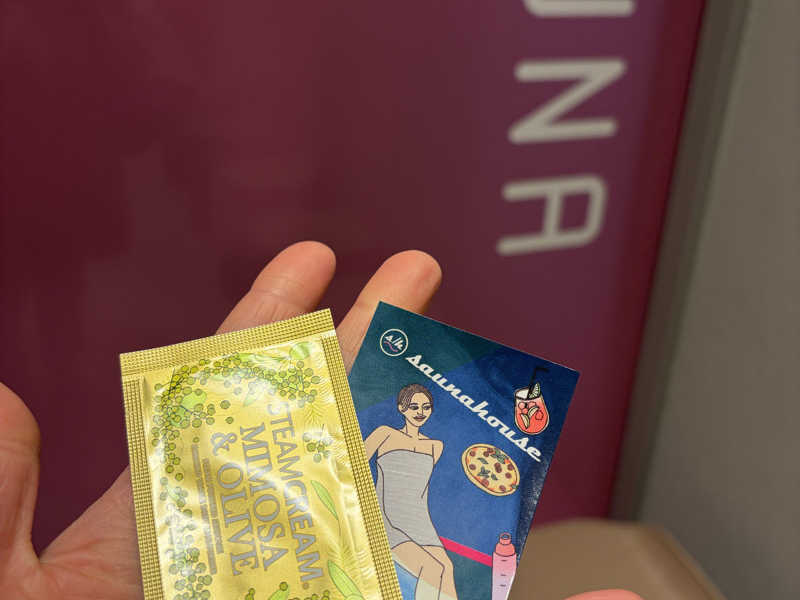 UNA
STEAMCREAM.
MIMOSA
& OLIVE
s/h
saunahouse